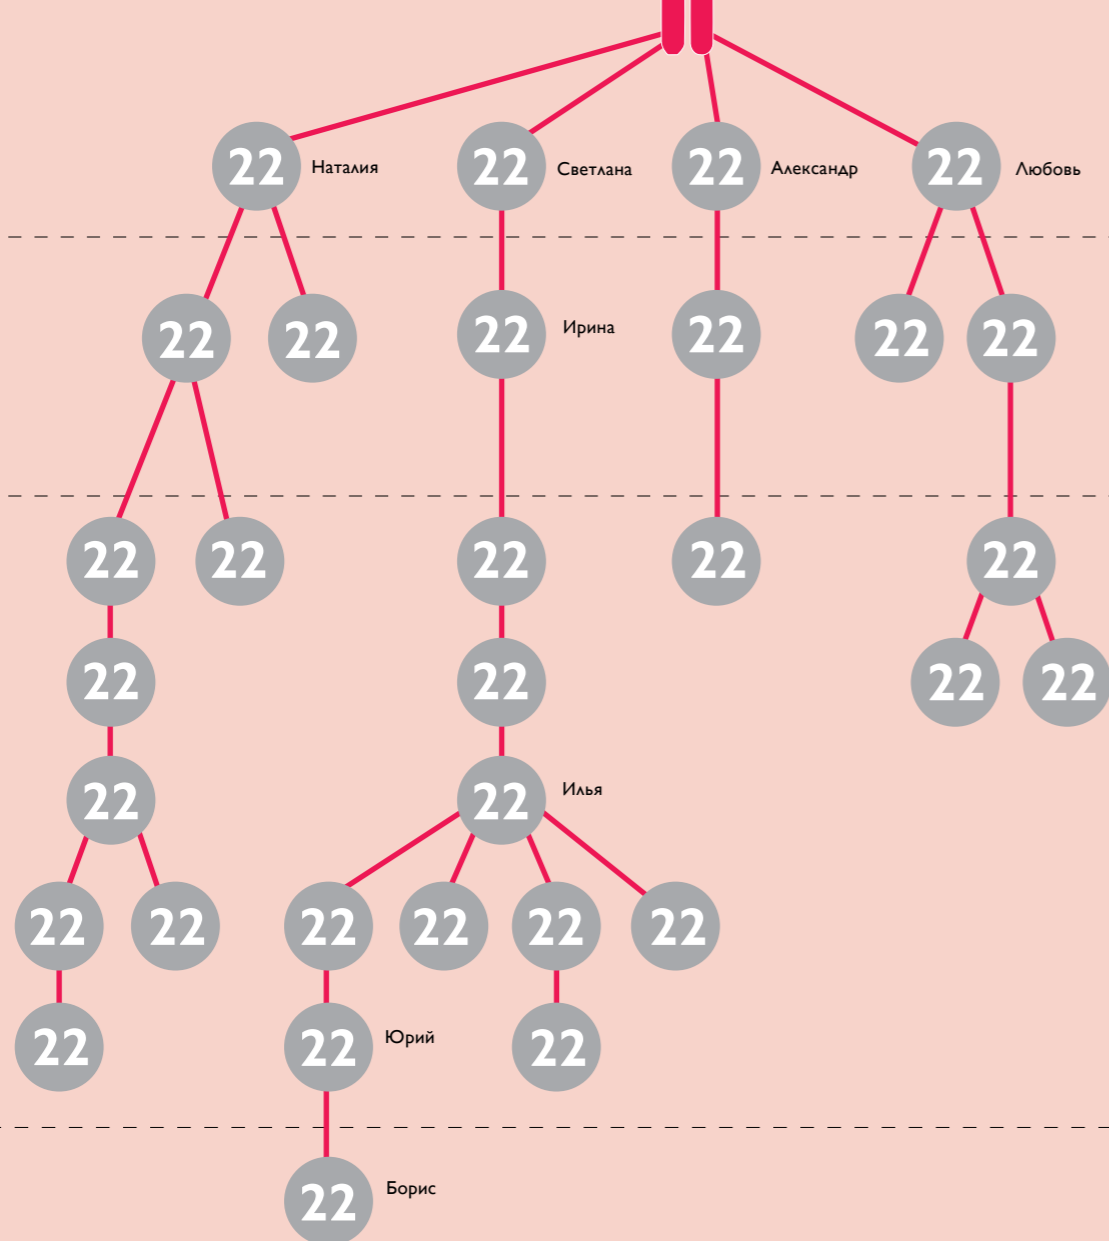 22 Наталия 22 Светлана 22 Александр 22 Любовь
22 22 22 Ирина 22 22 22
22 22 22 22 22
22 22 22 22
22 22 Илья
22 22 22 22 22 22
22 22 Юрий 22
22 Борис